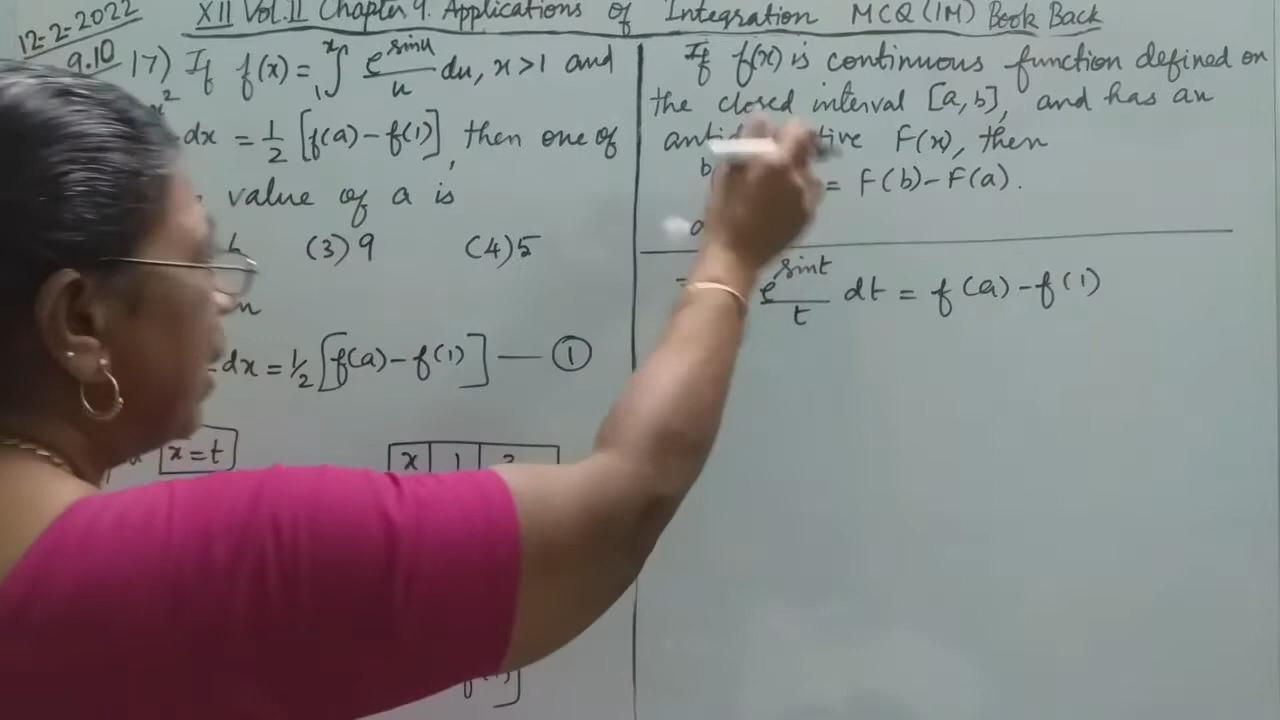 12-2-2022
XII Vol.II Chapter 9. Applications of Integration MCQ (1M) Book Back
9.10
17) If f(x) = ∫₁ˣ e^sinu/u du, x>1 and
x² dx = 1/2 [f(a) - f(1)], then one of
value of a is
(3) 9 (4) 5
dx = 1/2 [f(a) - f(1)] — ①
x = t
x 1
If f(x) is continuous function defined on
the closed interval [a, b], and has an
F(x), then
b = F(b) - F(a).
a
e^sint/t dt = f(a) - f(1)